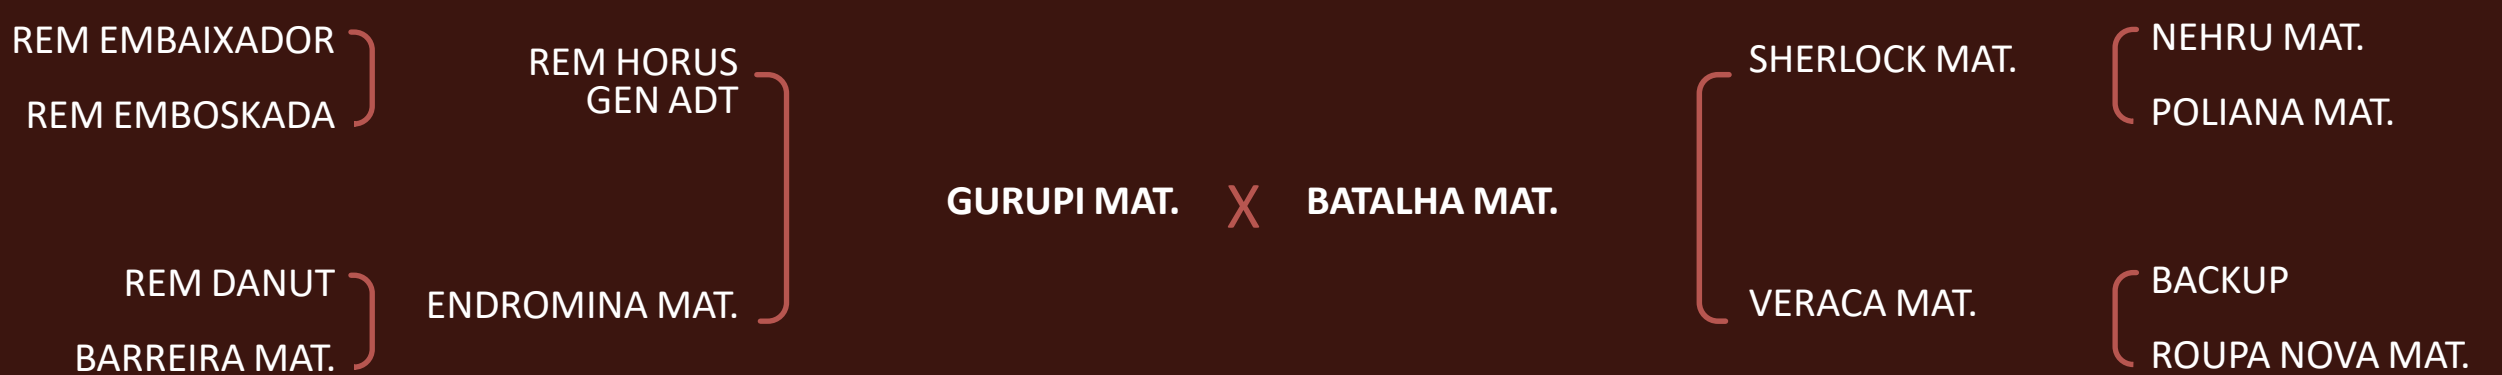 REM EMBAIXADOR
REM EMBOSKADA
REM HORUS
GEN ADT
REM DANUT
BARREIRA MAT.
ENDROMINA MAT.
GURUPI MAT. X BATALHA MAT.
SHERLOCK MAT.
NEHRU MAT.
POLIANA MAT.
VERACA MAT.
BACKUP
ROUPA NOVA MAT.